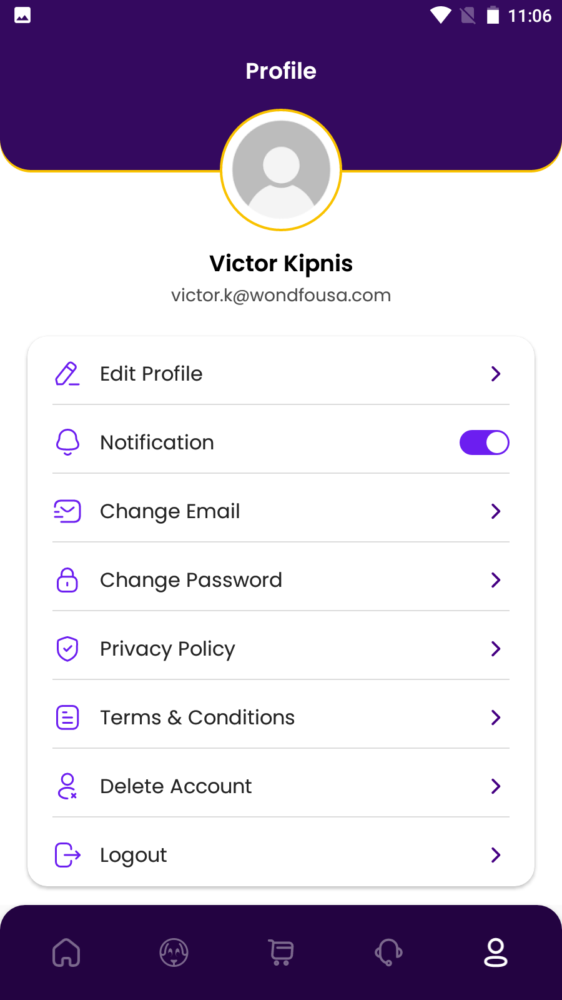 11:06
Profile
Victor Kipnis
victor.k@wondfousa.com
Edit Profile
Notification
Change Email
Change Password
Privacy Policy
Terms & Conditions
Delete Account
Logout